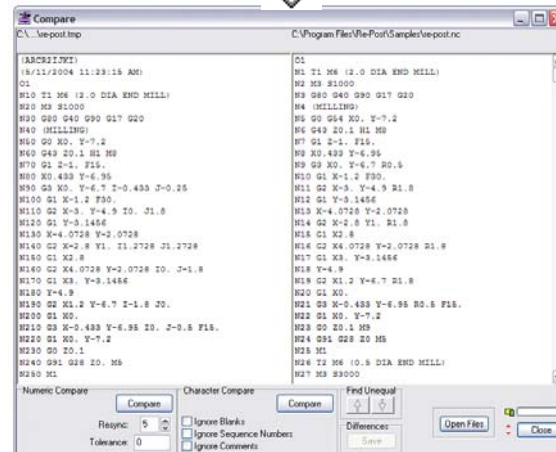 Compare
C:\...\re-post.tmp
C:\Program Files\Re-Post\Samples\re-post.nc
(ARCR2IJKI)
(5/11/2004 11:23:15 AM)
O1
N10 T1 M6 (2.0 DIA END MILL)
N20 M3 S1000
N30 G80 G40 G90 G17 G20
N40 (MILLING)
N50 G0 X0. Y-7.2
N60 G43 Z0.1 H1 M8
N70 G1 Z-1. F15.
N80 X0.433 Y-6.95
N90 G3 X0. Y-6.7 I-0.433 J-0.25
N100 G1 X-1.2 F30.
N110 G2 X-3. Y-4.9 I0. J1.8
N120 G1 Y-3.1456
N130 X-4.0728 Y-2.0728
N140 G2 X-2.8 Y1. I1.2728 J1.2728
N150 G1 X2.8
N160 G2 X4.0728 Y-2.0728 I0. J-1.8
N170 G1 X3. Y-3.1456
N180 Y-4.9
N190 G2 X1.2 Y-6.7 I-1.8 J0.
N200 G1 X0.
N210 G3 X-0.433 Y-6.95 I0. J-0.5 F15.
N220 G1 X0. Y-7.2
N230 G0 Z0.1
N240 G91 G28 Z0. M5
N250 M1
O1
N1 T1 M6 (2.0 DIA END MILL)
N2 M3 S1000
N3 G80 G40 G90 G17 G20
N4 (MILLING)
N5 G0 G54 X0. Y-7.2
N6 G43 Z0.1 H1 M8
N7 G1 Z-1. F15.
N8 X0.433 Y-6.95
N9 G3 X0. Y-6.7 R0.5
N10 G1 X-1.2 F30.
N11 G2 X-3. Y-4.9 R1.8
N12 G1 Y-3.1456
N13 X-4.0728 Y-2.0728
N14 G2 X-2.8 Y1. R1.8
N15 G1 X2.8
N16 G2 X4.0728 Y-2.0728 R1.8
N17 G1 X3. Y-3.1456
N18 Y-4.9
N19 G2 X1.2 Y-6.7 R1.8
N20 G1 X0.
N21 G3 X-0.433 Y-6.95 R0.5 F15.
N22 G1 X0. Y-7.2
N23 G0 Z0.1 M9
N24 G91 G28 Z0 M5
N25 M1
N26 T2 M6 (0.5 DIA END MILL)
N27 M3 S3000
Numeric Compare
Compare
Resync: 5
Tolerance: 0
Character Compare
Compare
Ignore Blanks
Ignore Sequence Numbers
Ignore Comments
Find Unequal
Differences
Save
Open Files
Close